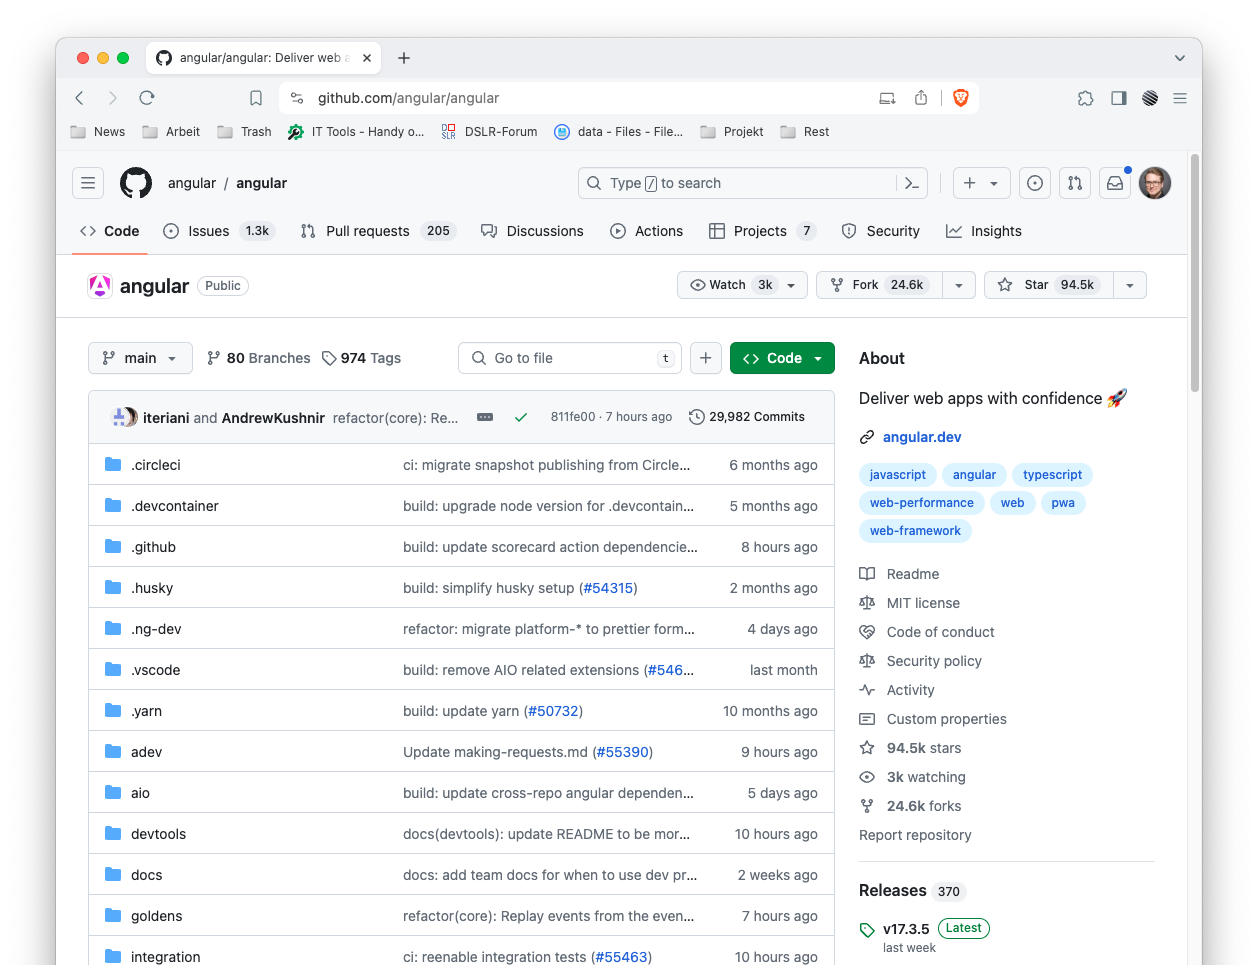 angular/angular: Deliver web a
github.com/angular/angular
News Arbeit Trash IT Tools - Handy o... DSLR-Forum data - Files - File... Projekt Rest
angular / angular Type / to search
Code Issues 1.3k Pull requests 205 Discussions Actions Projects 7 Security Insights
angular Public Watch 3k Fork 24.6k Star 94.5k
main 80 Branches 974 Tags Go to file t Code
iteriani and AndrewKushnir refactor(core): Re... 811fe00 · 7 hours ago 29,982 Commits
.circleci ci: migrate snapshot publishing from Circle... 6 months ago
.devcontainer build: upgrade node version for .devcontain... 5 months ago
.github build: update scorecard action dependencie... 8 hours ago
.husky build: simplify husky setup (#54315) 2 months ago
.ng-dev refactor: migrate platform-* to prettier form... 4 days ago
.vscode build: remove AIO related extensions (#546... last month
.yarn build: update yarn (#50732) 10 months ago
adev Update making-requests.md (#55390) 9 hours ago
aio build: update cross-repo angular dependen... 5 days ago
devtools docs(devtools): update README to be mor... 10 hours ago
docs docs: add team docs for when to use dev pr... 2 weeks ago
goldens refactor(core): Replay events from the even... 7 hours ago
integration ci: reenable integration tests (#55463) 10 hours ago
About
Deliver web apps with confidence 🚀
angular.dev
javascript angular typescript
web-performance web pwa
web-framework
Readme
MIT license
Code of conduct
Security policy
Activity
Custom properties
94.5k stars
3k watching
24.6k forks
Report repository
Releases 370
v17.3.5 Latest
last week